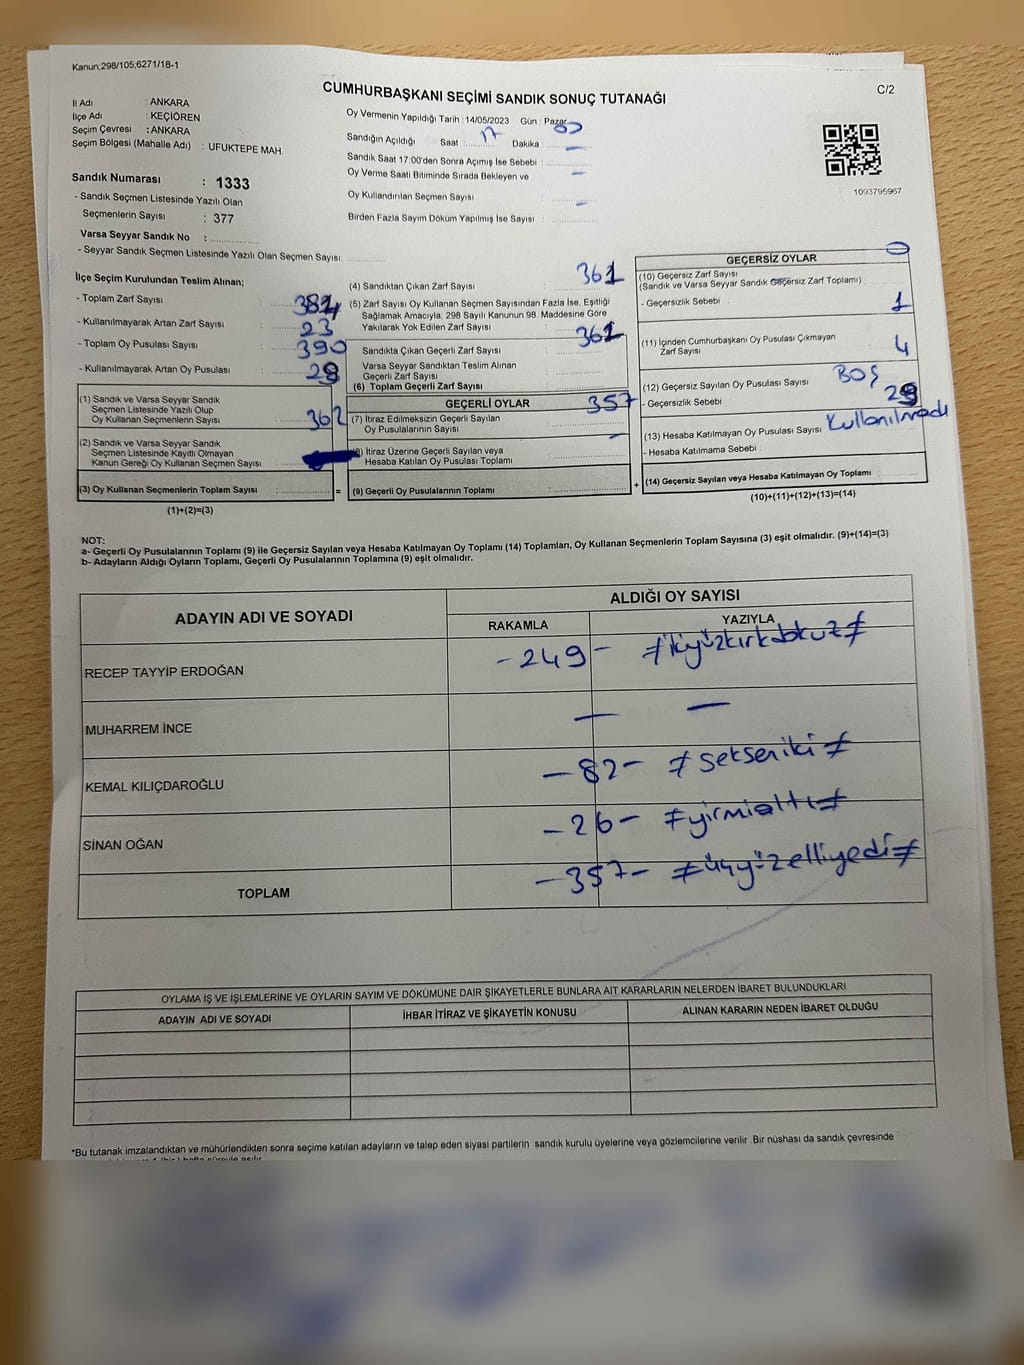 Kanun;298/105;6271/18-1
C/2
CUMHURBAŞKANI SEÇİMİ SANDIK SONUÇ TUTANAĞI
İl Adı : ANKARA
İlçe Adı : KEÇİÖREN
Seçim Çevresi : ANKARA
Seçim Bölgesi (Mahalle Adı) : UFUKTEPE MAH.
Sandık Numarası : 1333
- Sandık Seçmen Listesinde Yazılı Olan
Seçmenlerin Sayısı : 377
Varsa Seyyar Sandık No :
- Seyyar Sandık Seçmen Listesinde Yazılı Olan Seçmen Sayısı:
Oy Vermenin Yapıldığı Tarih : 14/05/2023 Gün : Pazar
Sandığın Açıldığı Saat : 17 Dakika :
Sandık Saat 17:00'den Sonra Açımış İse Sebebi : —
Oy Verme Saati Bitiminde Sırada Bekleyen ve
Oy Kullandırılan Seçmen Sayısı : —
Birden Fazla Sayım Döküm Yapılmış İse Sayısı : —
1093795967
İlçe Seçim Kurulundan Teslim Alınan;
- Toplam Zarf Sayısı : 384
- Kullanılmayarak Artan Zarf Sayısı : 23
- Toplam Oy Pusulası Sayısı : 390
- Kullanılmayarak Artan Oy Pusulası : 28
(1) Sandık ve Varsa Seyyar Sandık
Seçmen Listesinde Yazılı Olup
Oy Kullanan Seçmenlerin Sayısı : 362
(2) Sandık ve Varsa Seyyar Sandık
Seçmen Listesinde Kayıtlı Olmayan
Kanun Gereği Oy Kullanan Seçmen Sayısı :
(3) Oy Kullanan Seçmenlerin Toplam Sayısı : =
(1)+(2)=(3)
(4) Sandıktan Çıkan Zarf Sayısı : 361
(5) Zarf Sayısı Oy Kullanan Seçmen Sayısından Fazla İse, Eşitliği
Sağlamak Amacıyla, 298 Sayılı Kanunun 98. Maddesine Göre
Yakılarak Yok Edilen Zarf Sayısı :
Sandıkta Çıkan Geçerli Zarf Sayısı : 361
Varsa Seyyar Sandıktan Teslim Alınan
Geçerli Zarf Sayısı :
(6) Toplam Geçerli Zarf Sayısı :
GEÇERLİ OYLAR
(7) İtiraz Edilmeksizin Geçerli Sayılan
Oy Pusulalarının Sayısı : 357
(8) İtiraz Üzerine Geçerli Sayılan veya
Hesaba Katılan Oy Pusulası Toplamı : —
(9) Geçerli Oy Pusulalarının Toplamı : +
GEÇERSİZ OYLAR
(10) Geçersiz Zarf Sayısı
(Sandık ve Varsa Seyyar Sandık Geçersiz Zarf Toplamı)
- Geçersizlik Sebebi : 1
(11) İçinden Cumhurbaşkanı Oy Pusulası Çıkmayan
Zarf Sayısı : 4
(12) Geçersiz Sayılan Oy Pusulası Sayısı : BOŞ
- Geçersizlik Sebebi :
(13) Hesaba Katılmayan Oy Pusulası Sayısı : Kullanılmadı
- Hesaba Katılmama Sebebi :
(14) Geçersiz Sayılan veya Hesaba Katılmayan Oy Toplamı
(10)+(11)+(12)+(13)=(14)
NOT:
a- Geçerli Oy Pusulalarının Toplamı (9) ile Geçersiz Sayılan veya Hesaba Katılmayan Oy Toplamı (14) Toplamları, Oy Kullanan Seçmenlerin Toplam Sayısına (3) eşit olmalıdır. (9)+(14)=(3)
b- Adayların Aldığı Oyların Toplamı, Geçerli Oy Pusulalarının Toplamına (9) eşit olmalıdır.
ADAYIN ADI VE SOYADI ALDIĞI OY SAYISI
RAKAMLA YAZIYLA
RECEP TAYYİP ERDOĞAN -249- ≠ikiyüzkırkdokuz≠
MUHARREM İNCE — —
KEMAL KILIÇDAROĞLU -82- ≠sekseniki≠
SİNAN OĞAN -26- ≠yirmialtı≠
TOPLAM -357- ≠üçyüzelliyedi≠
OYLAMA İŞ VE İŞLEMLERİNE VE OYLARIN SAYIM VE DÖKÜMÜNE DAİR ŞİKAYETLERLE BUNLARA AİT KARARLARIN NELERDEN İBARET BULUNDUKLARI
ADAYIN ADI VE SOYADI İHBAR İTİRAZ VE ŞİKAYETİN KONUSU ALINAN KARARIN NEDEN İBARET OLDUĞU
*Bu tutanak imzalandıktan ve mühürlendikten sonra seçime katılan adayların ve talep eden siyasi partilerin sandık kurulu üyelerine veya gözlemcilerine verilir .Bir nüshası da sandık çevresinde